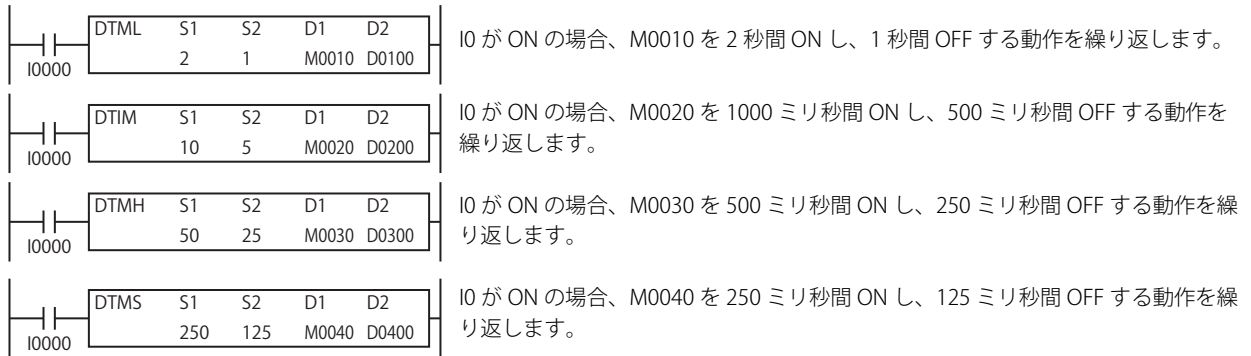 DTML S1 S2 D1 D2
2 1 M0010 D0100
I0000
I0 が ON の場合、M0010 を 2 秒間 ON し、1 秒間 OFF する動作を繰り返します。
DTIM S1 S2 D1 D2
10 5 M0020 D0200
I0000
I0 が ON の場合、M0020 を 1000 ミリ秒間 ON し、500 ミリ秒間 OFF する動作を
繰り返します。
DTMH S1 S2 D1 D2
50 25 M0030 D0300
I0000
I0 が ON の場合、M0030 を 500 ミリ秒間 ON し、250 ミリ秒間 OFF する動作を繰
り返します。
DTMS S1 S2 D1 D2
250 125 M0040 D0400
I0000
I0 が ON の場合、M0040 を 250 ミリ秒間 ON し、125 ミリ秒間 OFF する動作を繰
り返します。